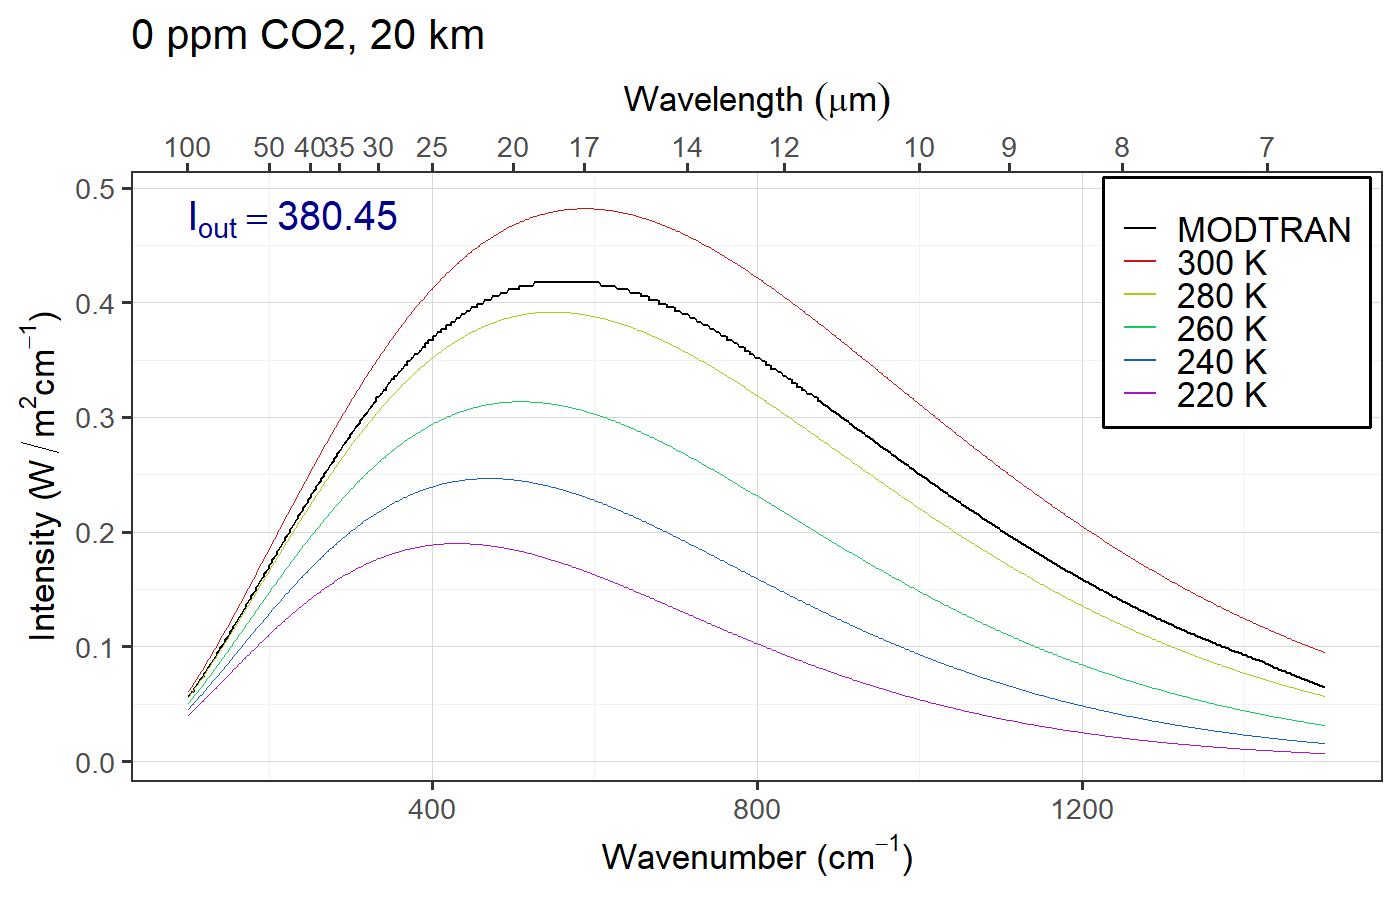 0 ppm CO2, 20 km
Wavelength (μm)
100 50 40 35 30 25 20 17 14 12 10 9 8 7
I_out = 380.45
MODTRAN
300 K
280 K
260 K
240 K
220 K
0.5
0.4
0.3
0.2
0.1
0.0
Intensity (W / m²cm⁻¹)
400 800 1200
Wavenumber (cm⁻¹)